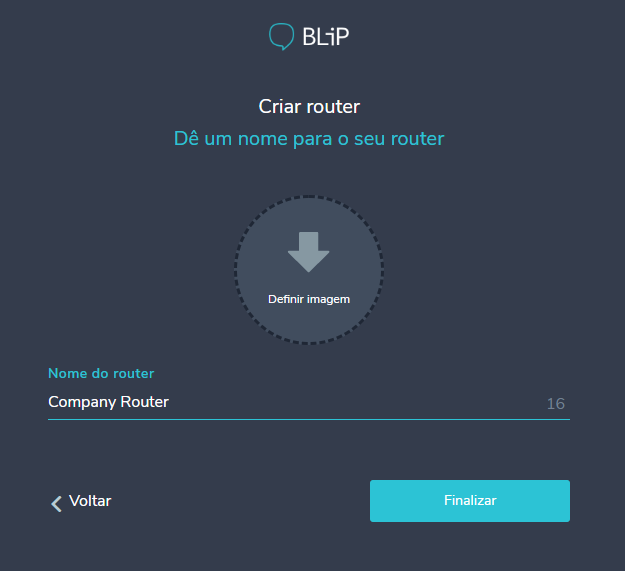 BLiP
Criar router
Dê um nome para o seu router
Definir imagem
Nome do router
Company Router 16
Voltar Finalizar